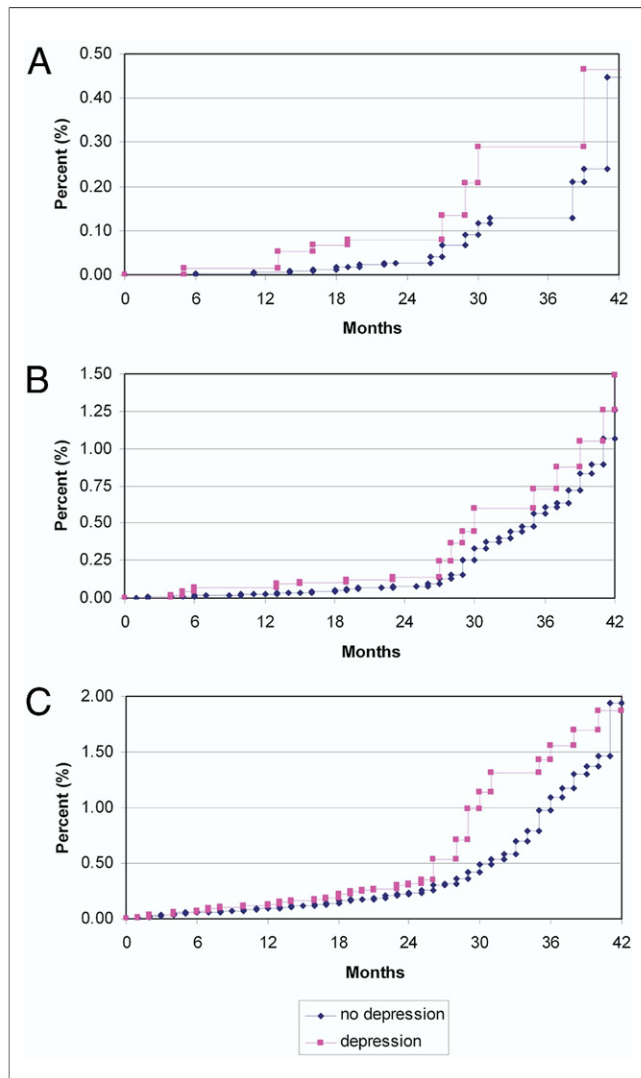 A
Percent (%)
0.50
0.40
0.30
0.20
0.10
0.00
0 6 12 18 24 30 36 42
Months
B
Percent (%)
1.50
1.25
1.00
0.75
0.50
0.25
0.00
0 6 12 18 24 30 36 42
Months
C
Percent (%)
2.00
1.50
1.00
0.50
0.00
0 6 12 18 24 30 36 42
Months
no depression
depression